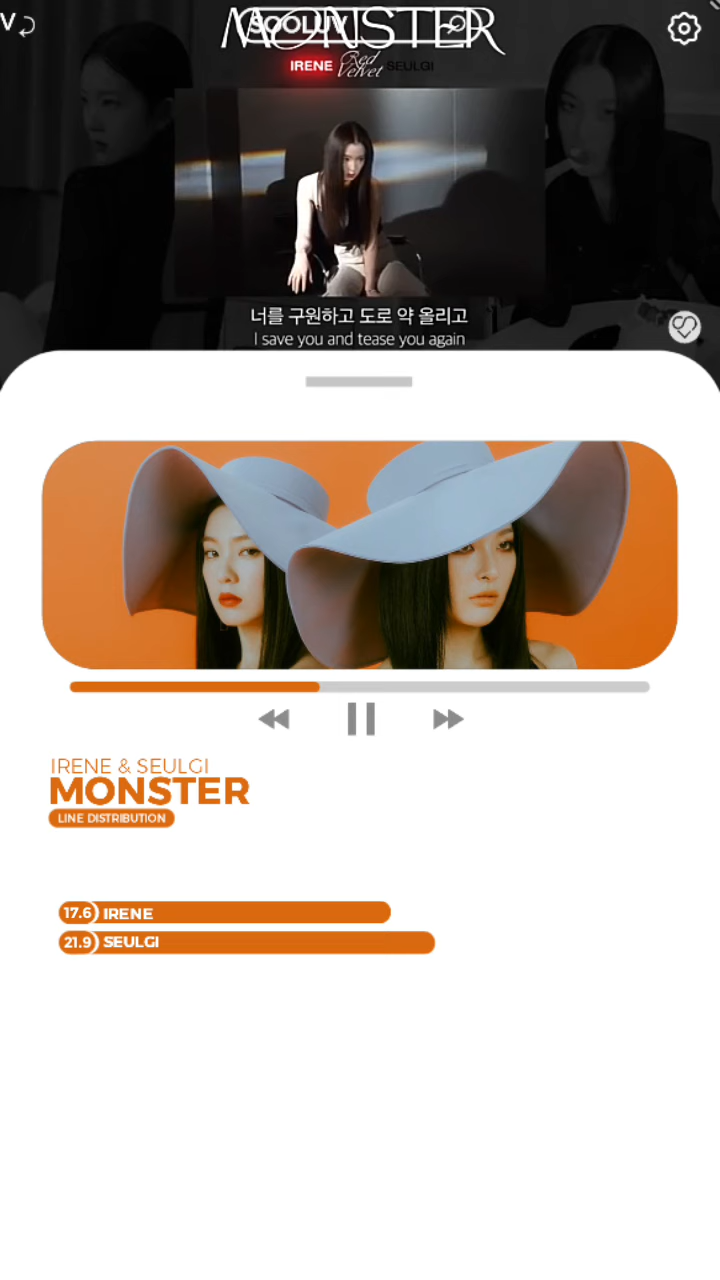 V
SOOLUV
MONSTER
IRENE Red Velvet SEULGI
너를 구원하고 도로 약 올리고
I save you and tease you again
IRENE & SEULGI
MONSTER
LINE DISTRIBUTION
17.6 IRENE
21.9 SEULGI